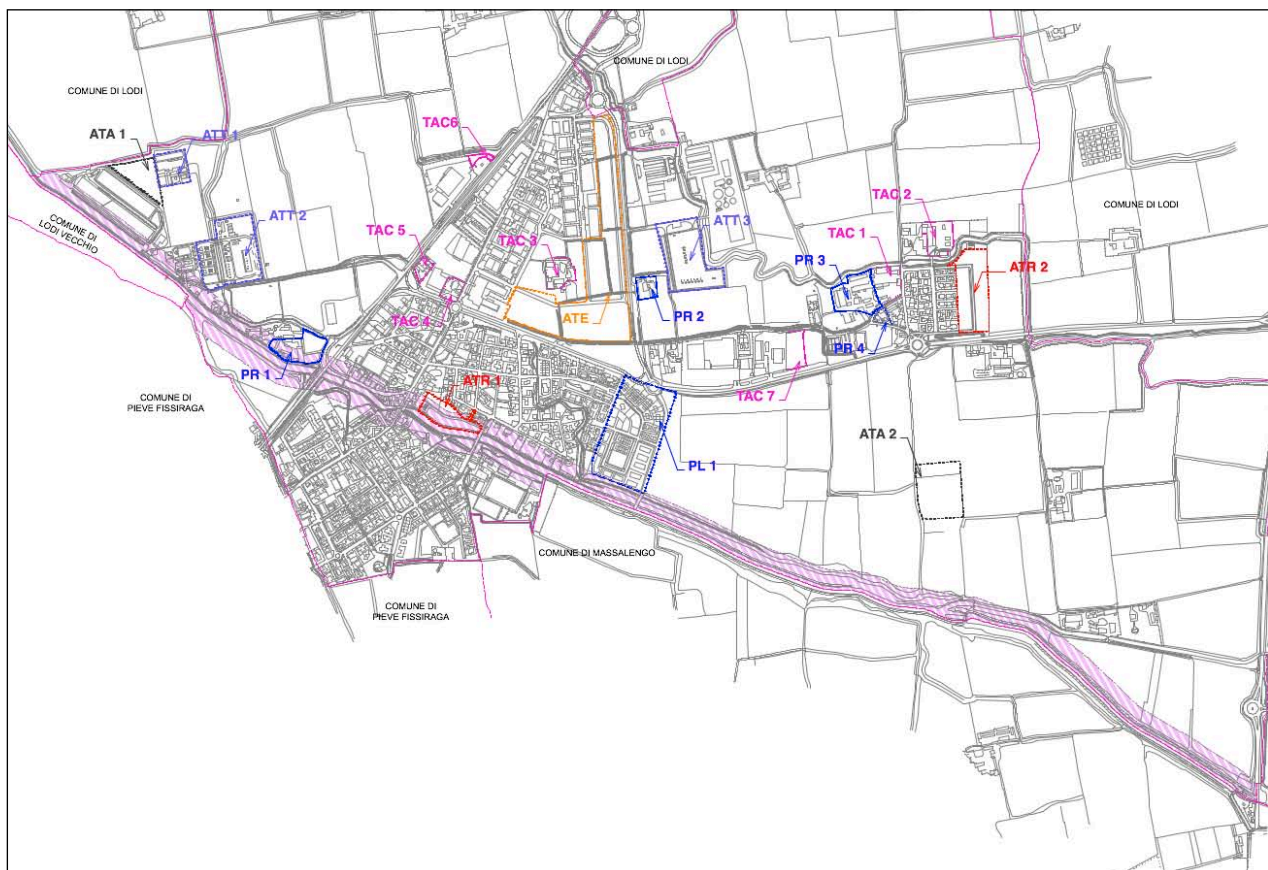 COMUNE DI LODI
COMUNE DI LODI
ATA 1
ATT 1
TAC6
TAC 2
COMUNE DI LODI
COMUNE DI
LODI VECCHIO
ATT 2
TAC 5
TAC 3
ATT 3
TAC 1
PR 3
ATR 2
TAC 4
ATE
PR 2
PR 4
PR 1
ATR 1
TAC 7
COMUNE DI
PIEVE FISSIRAGA
ATA 2
PL 1
COMUNE DI MASSALENGO
COMUNE DI
PIEVE FISSIRAGA